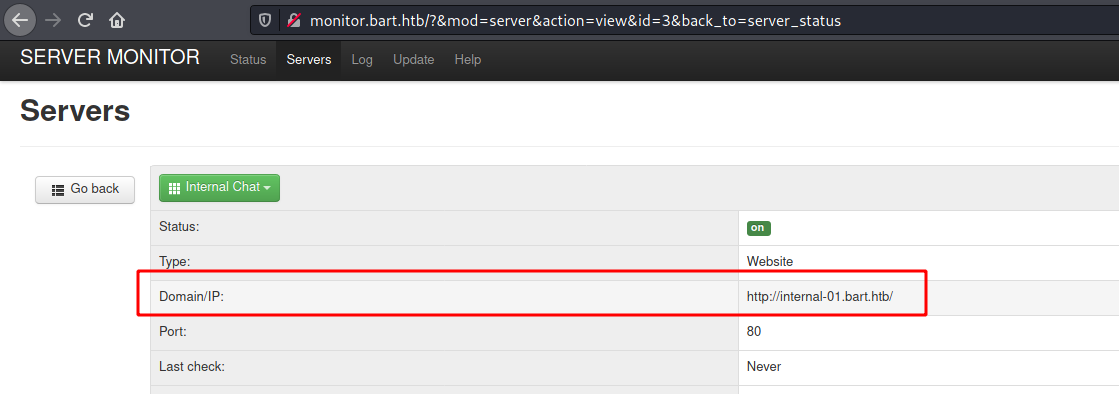 monitor.bart.htb/?&mod=server&action=view&id=3&back_to=server_status
SERVER MONITOR Status Servers Log Update Help
Servers
Go back
Internal Chat
Status: on
Type: Website
Domain/IP: http://internal-01.bart.htb/
Port: 80
Last check: Never